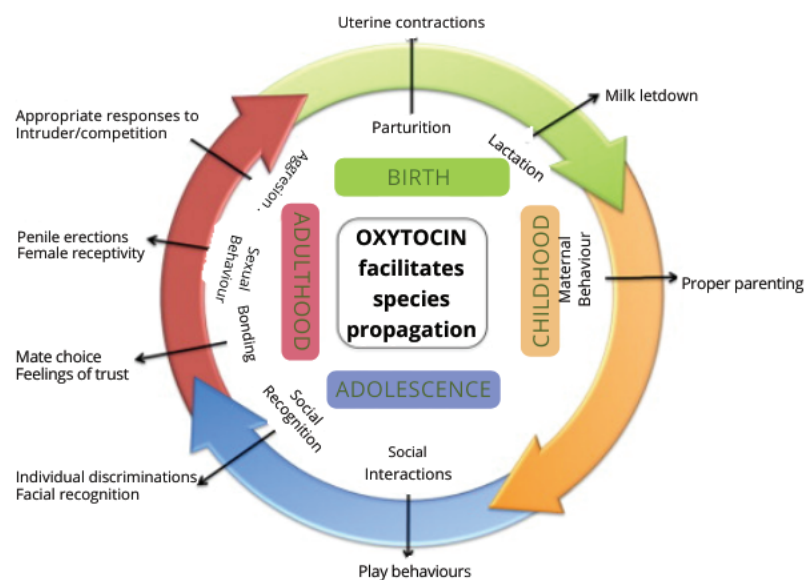 Uterine contractions
Milk letdown
Appropriate responses to
Intruder/competition
Parturition
Lactation
Aggresion .
BIRTH
Penile erections
Female receptivity
Sexual
Behaviour
ADULTHOOD
OXYTOCIN
facilitates
species
propagation
CHILDHOOD
Maternal
Behaviour
Proper parenting
Mate choice
Feelings of trust
Bonding
ADOLESCENCE
Social
Recognition
Individual discriminations
Facial recognition
Social
Interactions
Play behaviours